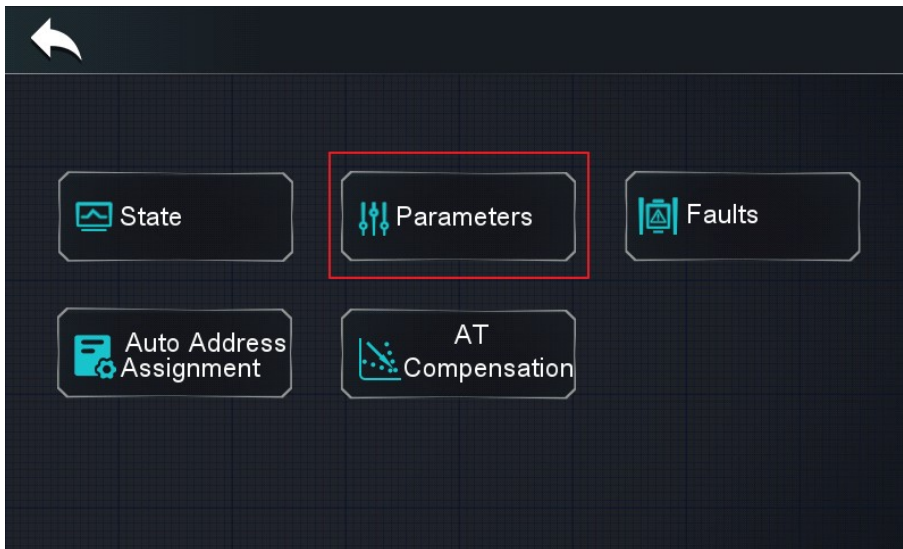 State
Parameters
Faults
Auto Address
Assignment
AT
Compensation